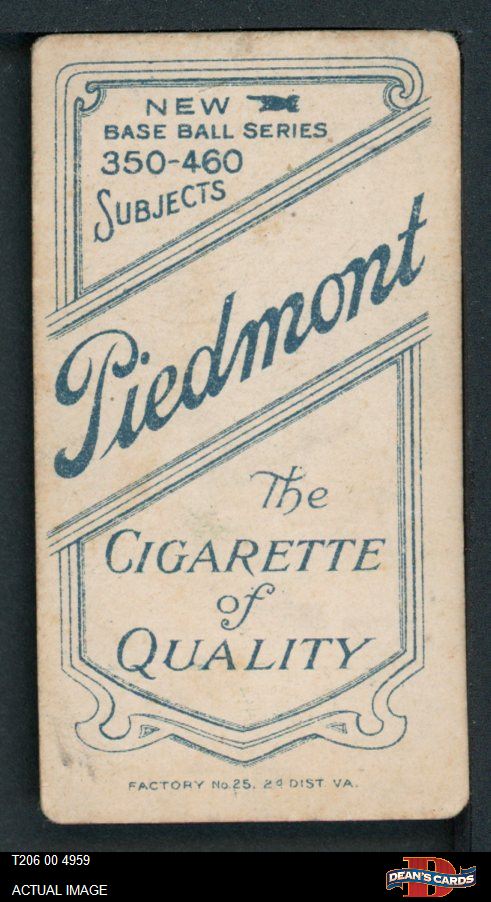 NEW
BASE BALL SERIES
350-460
SUBJECTS
Piedmont
The
CIGARETTE
of
QUALITY
FACTORY No. 25. 2d DIST. VA.
T206 00 4959
ACTUAL IMAGE
D
DEAN'S CARDS